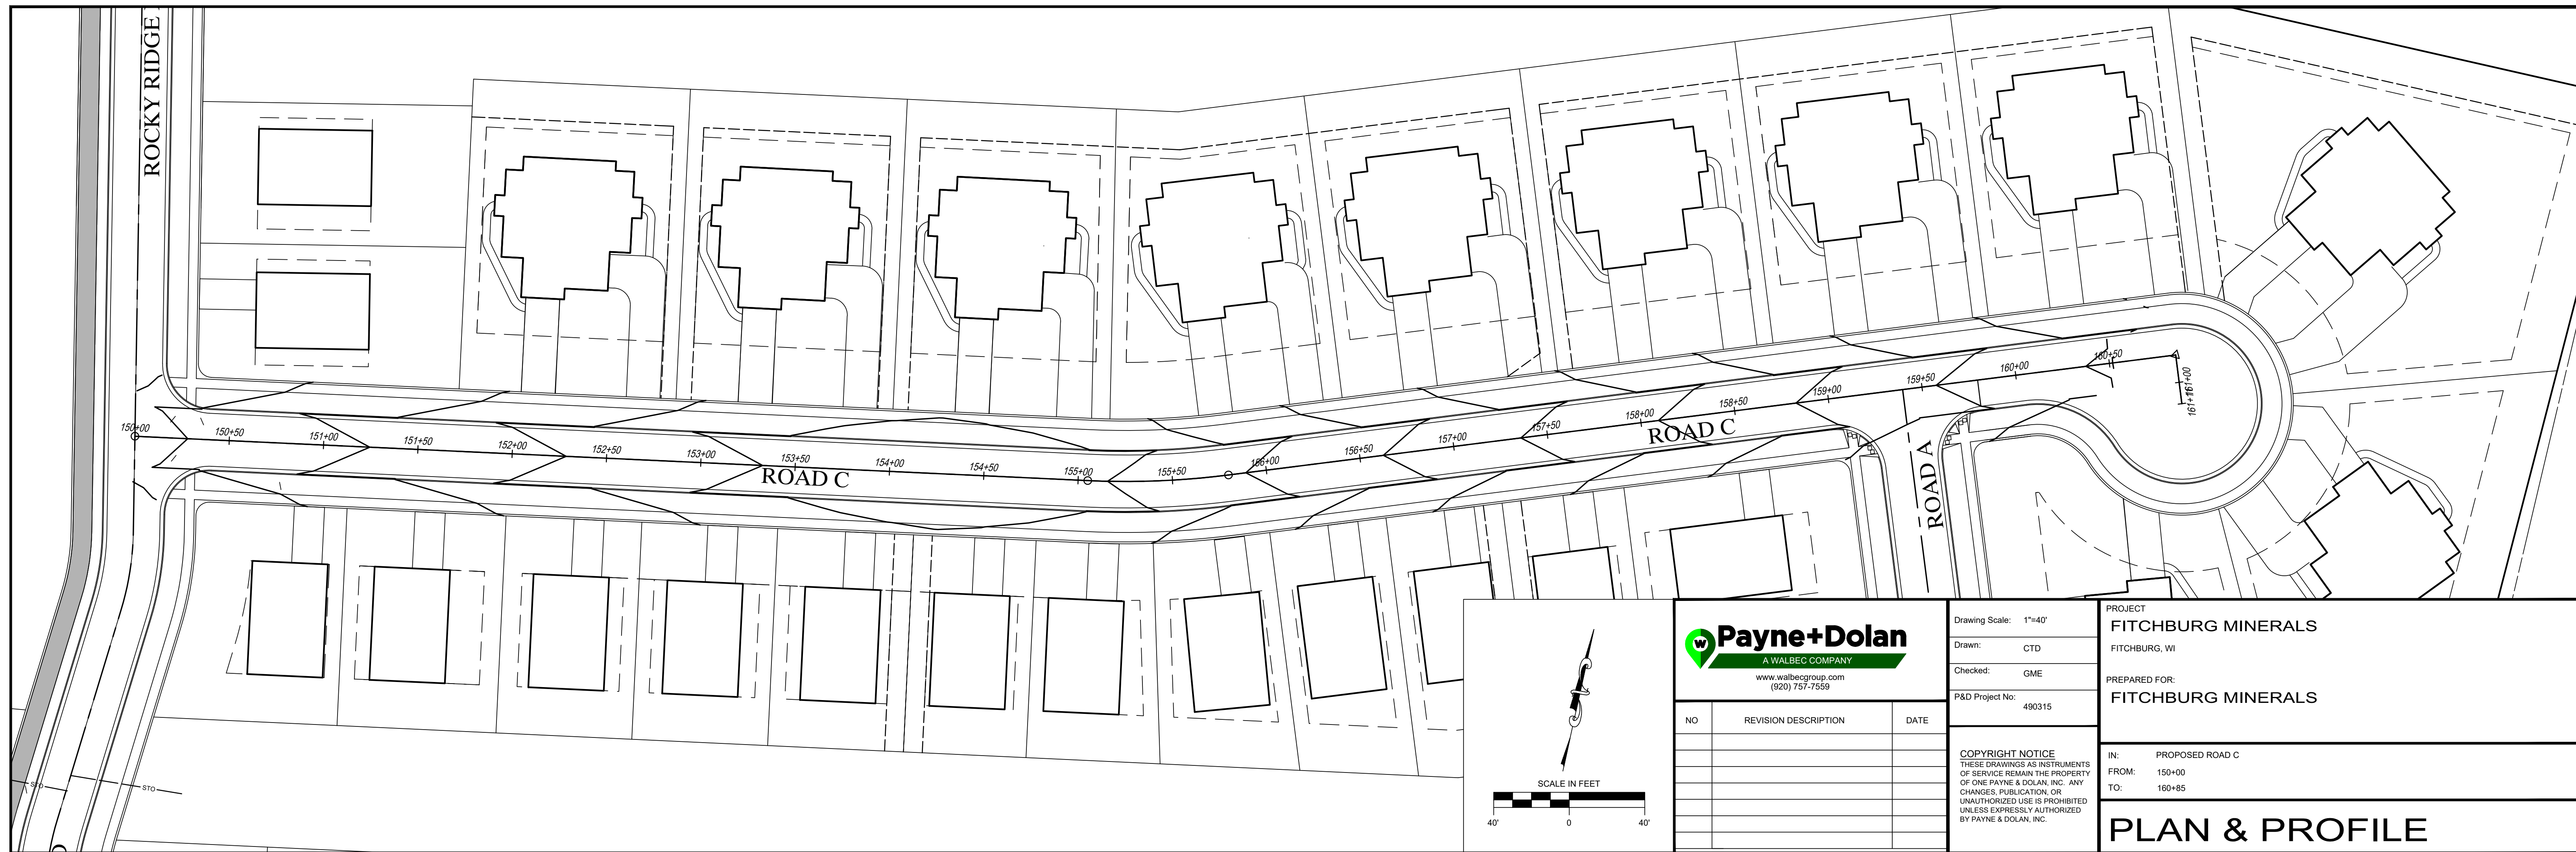 ROCKY RIDGE
150+00
150+50
151+00
151+50
152+00
152+50
153+00
153+50
154+00
154+50
155+00
155+50
156+00
156+50
157+00
157+50
158+00
158+50
159+00
159+50
160+00
160+50
161+00
ROAD C
ROAD C
ROAD A
STO
STO
SCALE IN FEET
40' 0 40'
W Payne+Dolan
A WALBEC COMPANY
www.walbecgroup.com
(920) 757-7559
NO REVISION DESCRIPTION DATE
Drawing Scale: 1"=40'
Drawn: CTD
Checked: GME
P&D Project No:
490315
COPYRIGHT NOTICE
THESE DRAWINGS AS INSTRUMENTS
OF SERVICE REMAIN THE PROPERTY
OF ONE PAYNE & DOLAN, INC. ANY
CHANGES, PUBLICATION, OR
UNAUTHORIZED USE IS PROHIBITED
UNLESS EXPRESSLY AUTHORIZED
BY PAYNE & DOLAN, INC.
PROJECT
FITCHBURG MINERALS
FITCHBURG, WI
PREPARED FOR:
FITCHBURG MINERALS
IN: PROPOSED ROAD C
FROM: 150+00
TO: 160+85
PLAN & PROFILE